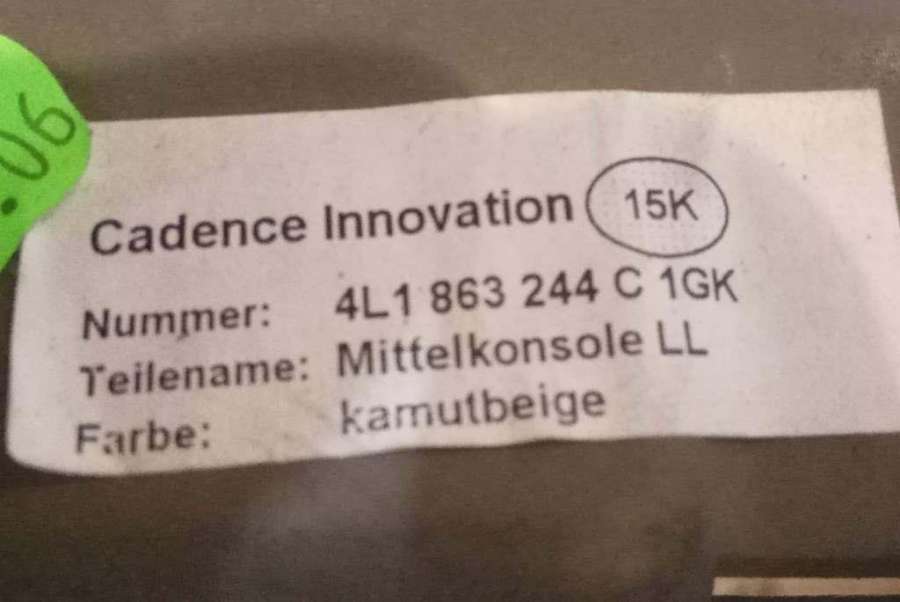 .06
Cadence Innovation 15K
Nummer: 4L1 863 244 C 1GK
Teilename: Mittelkonsole LL
Farbe: kamutbeige